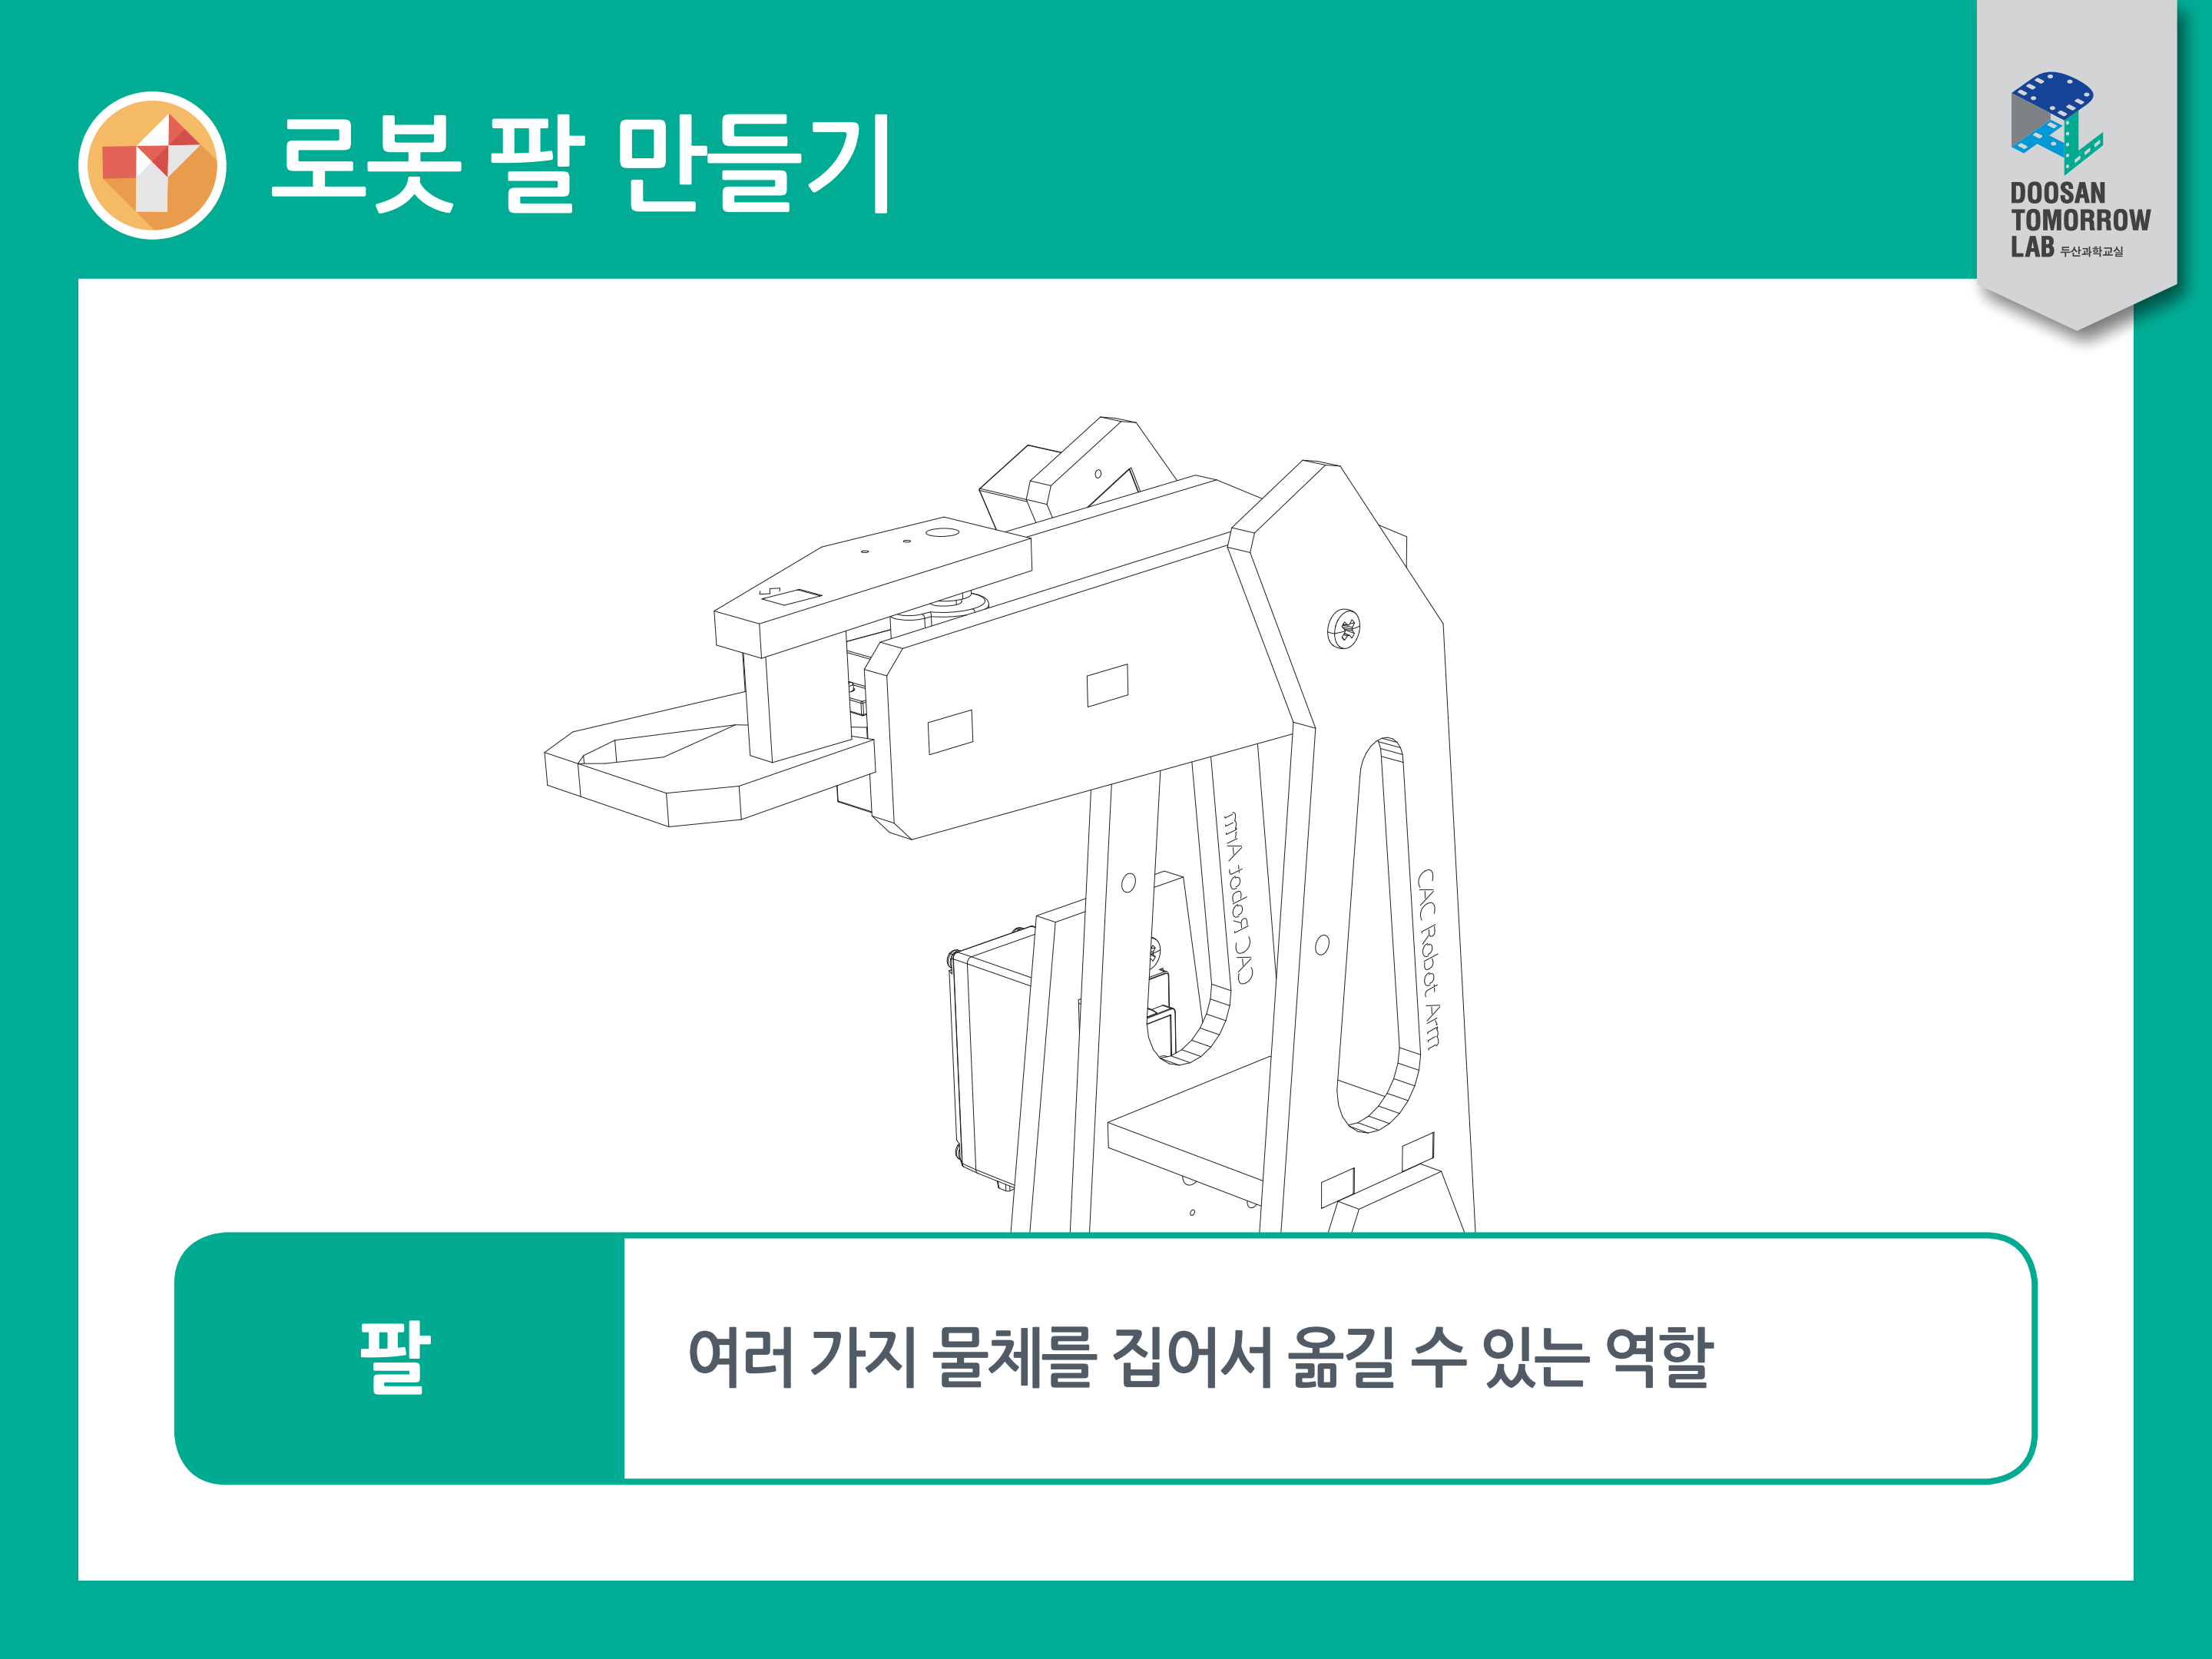 로봇 팔 만들기
DOOSAN
TOMORROW
LAB 두산과학교실
CAC Robot Arm
CAC Robot Arm
팔
여러 가지 물체를 집어서 옮길 수 있는 역할